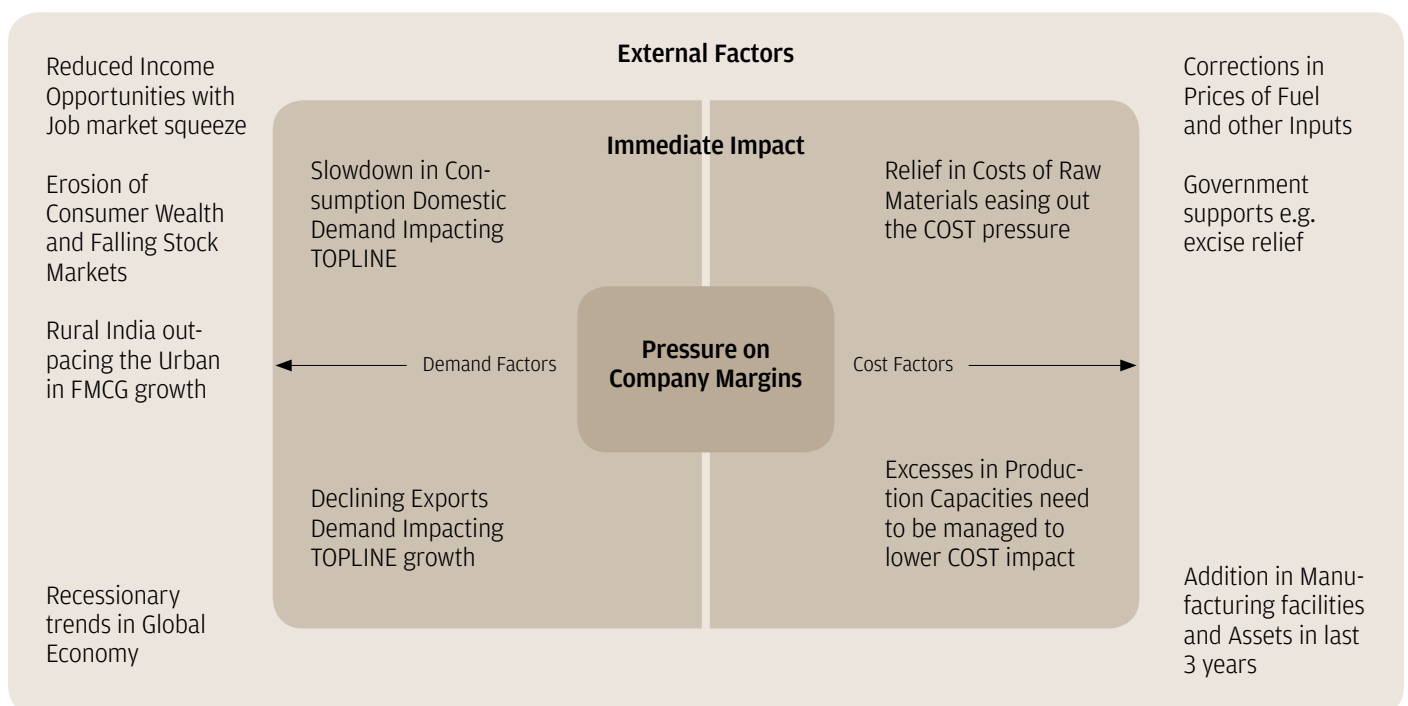 External Factors
Reduced Income
Opportunities with
Job market squeeze
Erosion of
Consumer Wealth
and Falling Stock
Markets
Rural India out-
pacing the Urban
in FMCG growth
Recessionary
trends in Global
Economy
Immediate Impact
Slowdown in Con-
sumption Domestic
Demand Impacting
TOPLINE
Relief in Costs of Raw
Materials easing out
the COST pressure
Demand Factors
Pressure on
Company Margins
Cost Factors
Declining Exports
Demand Impacting
TOPLINE growth
Excesses in Produc-
tion Capacities need
to be managed to
lower COST impact
Corrections in
Prices of Fuel
and other Inputs
Government
supports e.g.
excise relief
Addition in Manu-
facturing facilities
and Assets in last
3 years